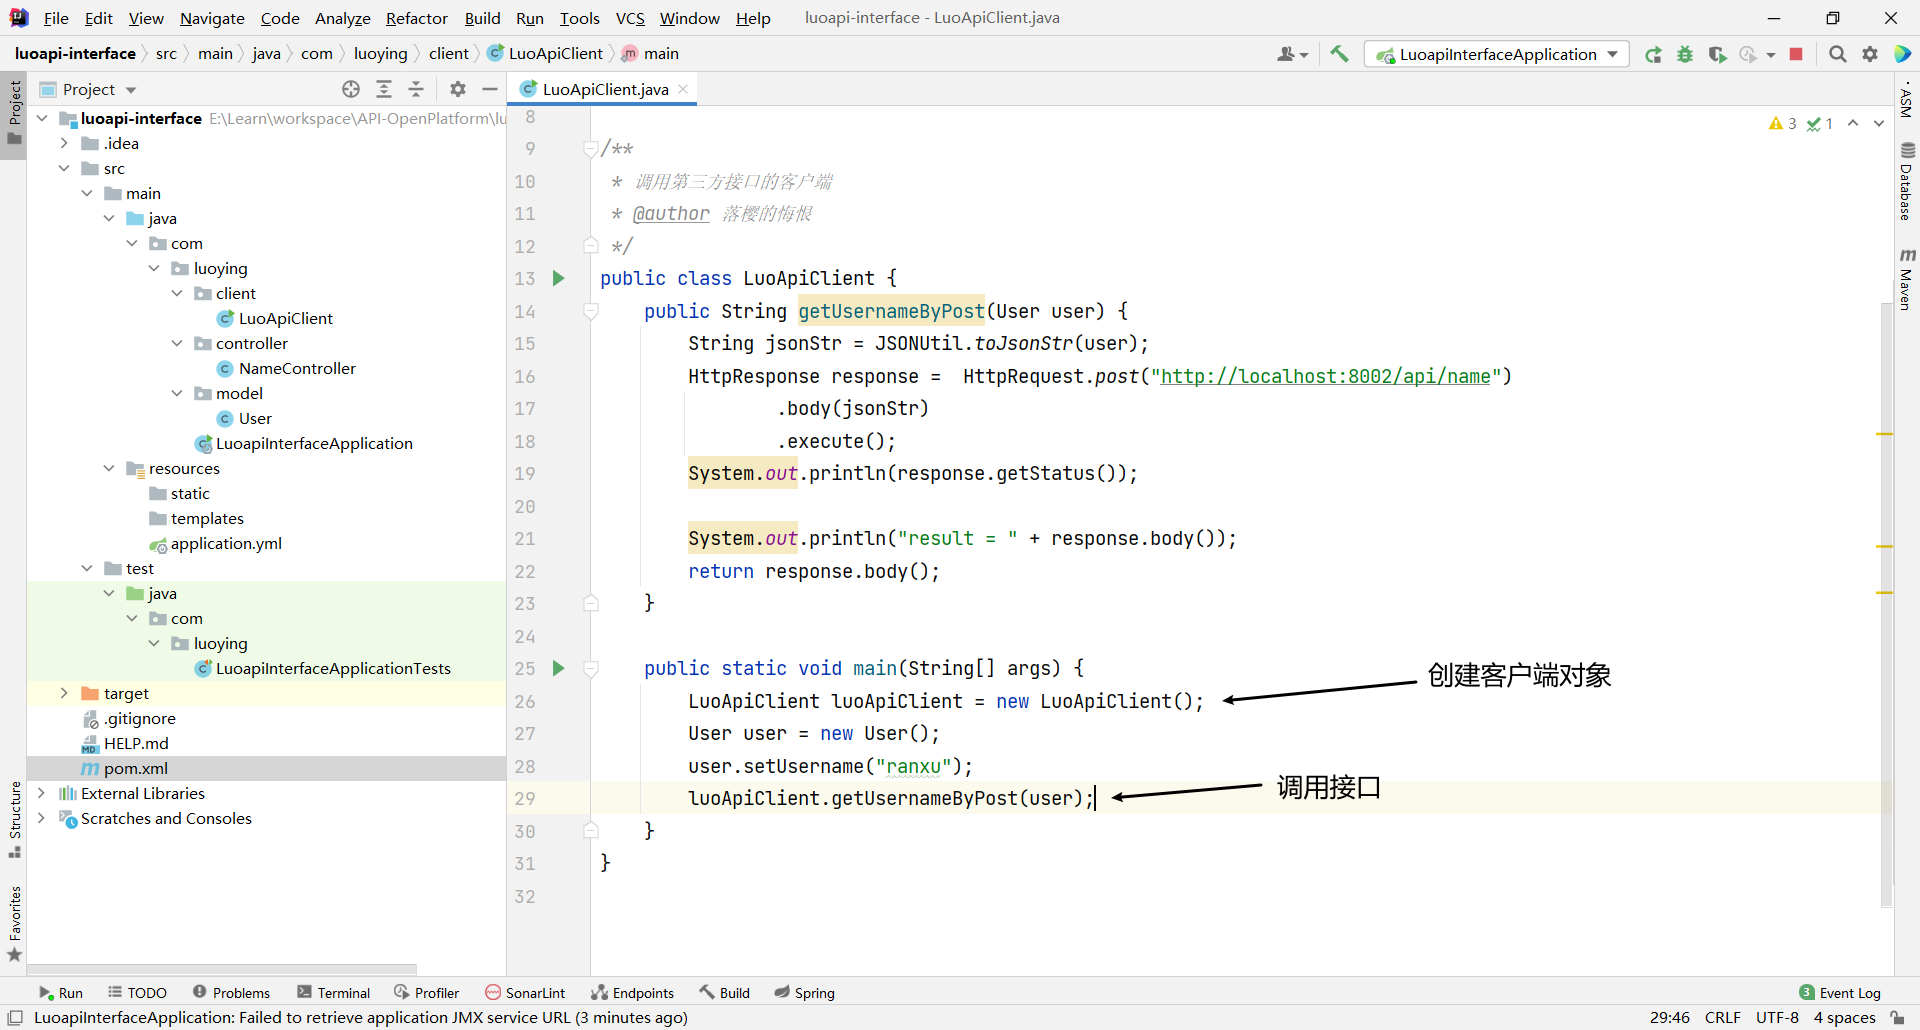 File Edit View Navigate Code Analyze Refactor Build Run Tools VCS Window Help luoapi-interface - LuoApiClient.java
luoapi-interface src main java com luoying client LuoApiClient main
LuoapiInterfaceApplication
Project
LuoApiClient.java
luoapi-interface E:\Learn\workspace\API-OpenPlatform\lu
.idea
src
main
java
com
luoying
client
LuoApiClient
controller
NameController
model
User
LuoapiInterfaceApplication
resources
static
templates
application.yml
test
java
com
luoying
LuoapiInterfaceApplicationTests
target
.gitignore
HELP.md
pom.xml
External Libraries
Scratches and Consoles
Project
Structure
Favorites
3 1
8
9 /**
10 * 调用第三方接口的客户端
11 * @author 落樱的悔恨
12 */
13 public class LuoApiClient {
14 public String getUsernameByPost(User user) {
15 String jsonStr = JSONUtil.toJsonStr(user);
16 HttpResponse response = HttpRequest.post("http://localhost:8002/api/name")
17 .body(jsonStr)
18 .execute();
19 System.out.println(response.getStatus());
20
21 System.out.println("result = " + response.body());
22 return response.body();
23 }
24
25 public static void main(String[] args) {
26 LuoApiClient luoApiClient = new LuoApiClient();
创建客户端对象
27 User user = new User();
28 user.setUsername("ranxu");
29 luoApiClient.getUsernameByPost(user);
调用接口
30 }
31 }
32
ASM
Database
Maven
Run TODO Problems Terminal Profiler SonarLint Endpoints Build Spring 3 Event Log
LuoapiInterfaceApplication: Failed to retrieve application JMX service URL (3 minutes ago) 29:46 CRLF UTF-8 4 spaces